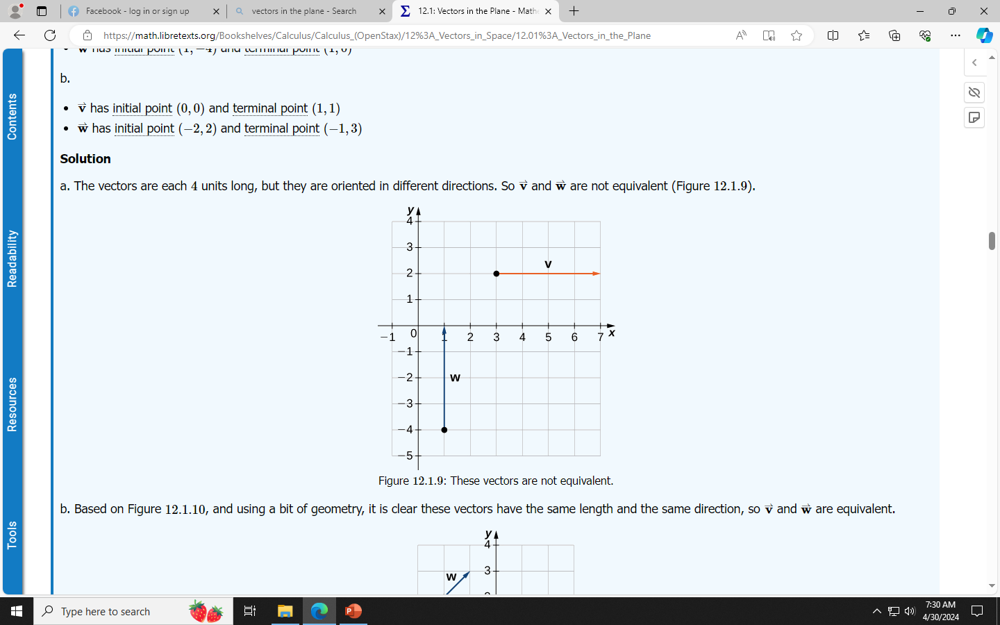 Facebook - log in or sign up
vectors in the plane - Search
12.1: Vectors in the Plane - Math
https://math.libretexts.org/Bookshelves/Calculus/Calculus_(OpenStax)/12%3A_Vectors_in_Space/12.01%3A_Vectors_in_the_Plane
Contents
Readability
Resources
Tools
• w⃗ has initial point (1, −4) and terminal point (1, 0)
b.
• v⃗ has initial point (0, 0) and terminal point (1, 1)
• w⃗ has initial point (−2, 2) and terminal point (−1, 3)
Solution
a. The vectors are each 4 units long, but they are oriented in different directions. So v⃗ and w⃗ are not equivalent (Figure 12.1.9).
y
4
3
v
2
1
0
−1 1 2 3 4 5 6 7 x
−1
−2
w
−3
−4
−5
Figure 12.1.9: These vectors are not equivalent.
b. Based on Figure 12.1.10, and using a bit of geometry, it is clear these vectors have the same length and the same direction, so v⃗ and w⃗ are equivalent.
y
4
3
w
Type here to search
7:30 AM
4/30/2024